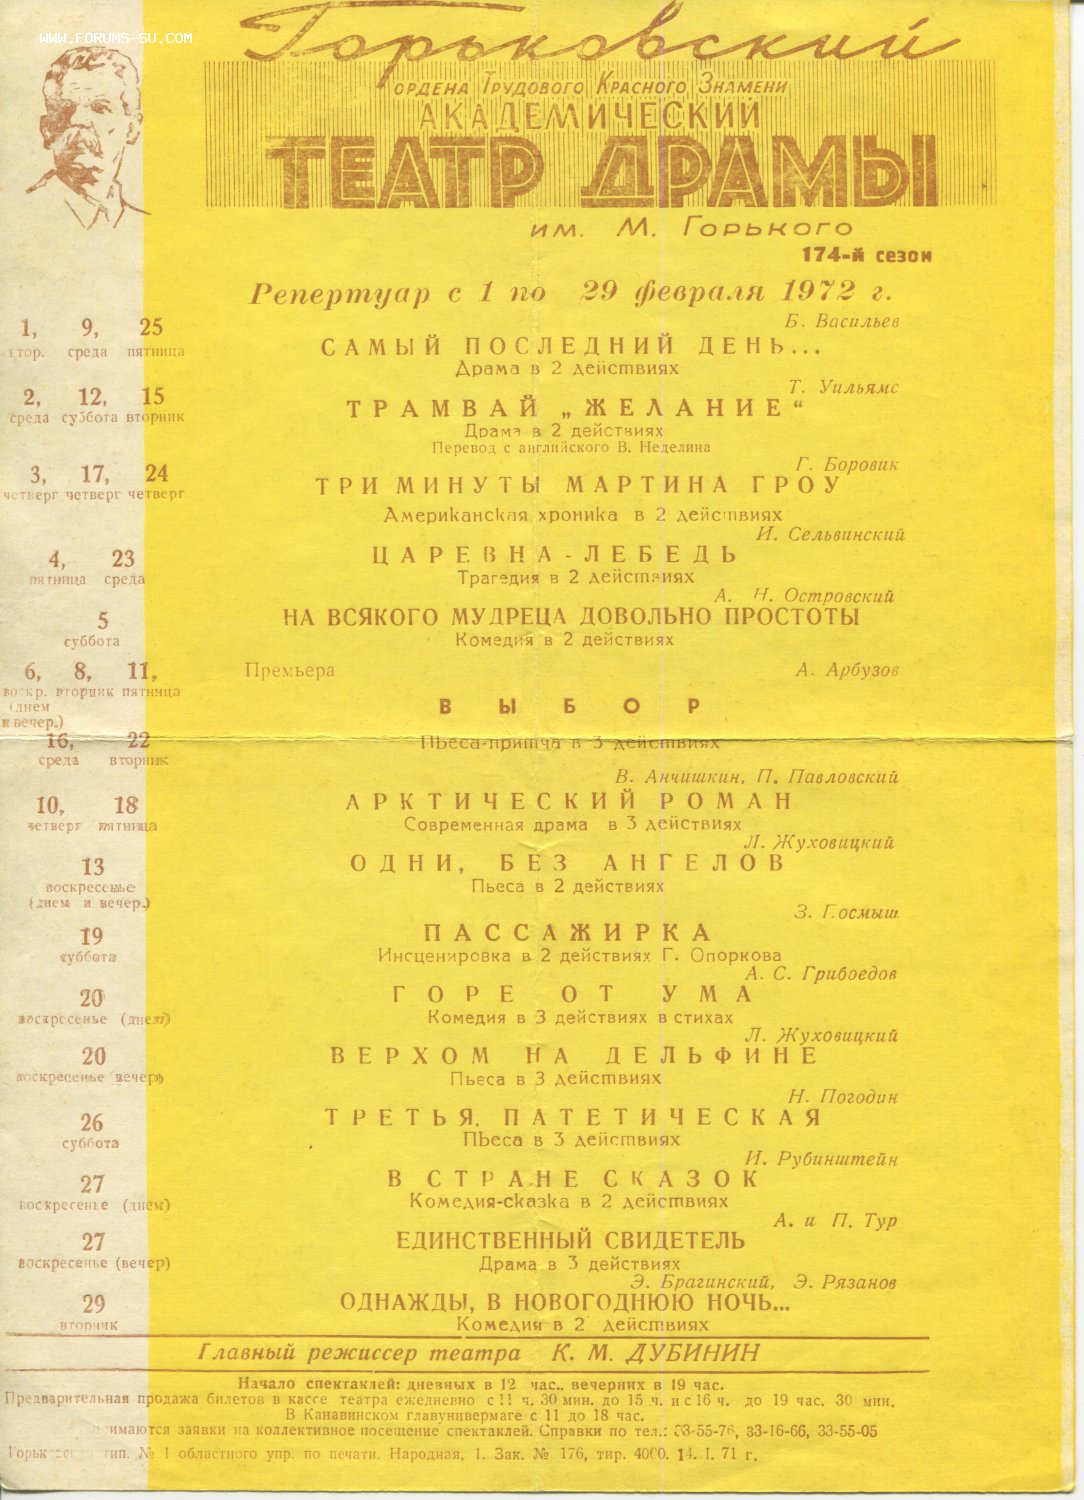 WWW.FORUMS-SU.COM
Горьковский
ОРДЕНА ТРУДОВОГО КРАСНОГО ЗНАМЕНИ
АКАДЕМИЧЕСКИЙ
ТЕАТР ДРАМЫ
ИМ. М. ГОРЬКОГО
174-й сезон
Репертуар с 1 по 29 февраля 1972 г.
Б. Васильев
1, 9, 25
САМЫЙ ПОСЛЕДНИЙ ДЕНЬ...
втор. среда пятница
Драма в 2 действиях
Т. Уильямс
2, 12, 15
ТРАМВАЙ „ЖЕЛАНИЕ“
среда суббота вторник
Драма в 2 действиях
Перевод с английского В. Неделина
Г. Боровик
3, 17, 24
ТРИ МИНУТЫ МАРТИНА ГРОУ
четверг четверг четверг
Американская хроника в 2 действиях
И. Сельвинский
4, 23
ЦАРЕВНА-ЛЕБЕДЬ
пятница среда
Трагедия в 2 действиях
А. Н. Островский
5
НА ВСЯКОГО МУДРЕЦА ДОВОЛЬНО ПРОСТОТЫ
суббота
Комедия в 2 действиях
6, 8, 11,
Премьера А. Арбузов
воскр. вторник пятница
(днем
и вечер.)
ВЫБОР
16, 22
Пьеса-притча в 3 действиях
среда вторник
В. Анчишкин, П. Павловский
10, 18
АРКТИЧЕСКИЙ РОМАН
четверг пятница
Современная драма в 3 действиях
Л. Жуховицкий
13
ОДНИ, БЕЗ АНГЕЛОВ
воскресенье
(днем и вечер.)
Пьеса в 2 действиях
З. Посмыш
19
ПАССАЖИРКА
суббота
Инсценировка в 2 действиях Г. Опоркова
А. С. Грибоедов
20
ГОРЕ ОТ УМА
воскресенье (днем)
Комедия в 3 действиях в стихах
Л. Жуховицкий
20
ВЕРХОМ НА ДЕЛЬФИНЕ
воскресенье вечер)
Пьеса в 3 действиях
Н. Погодин
26
ТРЕТЬЯ, ПАТЕТИЧЕСКАЯ
суббота
Пьеса в 3 действиях
И. Рубинштейн
27
В СТРАНЕ СКАЗОК
воскресенье (днем)
Комедия-сказка в 2 действиях
А. и П. Тур
27
ЕДИНСТВЕННЫЙ СВИДЕТЕЛЬ
воскресенье (вечер)
Драма в 3 действиях
Э. Брагинский, Э. Рязанов
29
ОДНАЖДЫ, В НОВОГОДНЮЮ НОЧЬ...
вторник
Комедия в 2 действиях
Главный режиссер театра К. М. ДУБИНИН
Начало спектаклей: дневных в 12 час., вечерних в 19 час.
Предварительная продажа билетов в кассе театра ежедневно с 11 ч. 30 мин. до 15 ч. и с 16 ч. до 19 час. 30 мин.
В Канавинском главунивермаге с 11 до 18 час.
заявки на коллективное посещение спектаклей. Справки по тел.: 33-55-76, 33-16-66, 33-55-05
тип. № 1 областного упр. по печати. Народная, 1. Зак. № 176, тир. 4000. 14. I. 71 г.